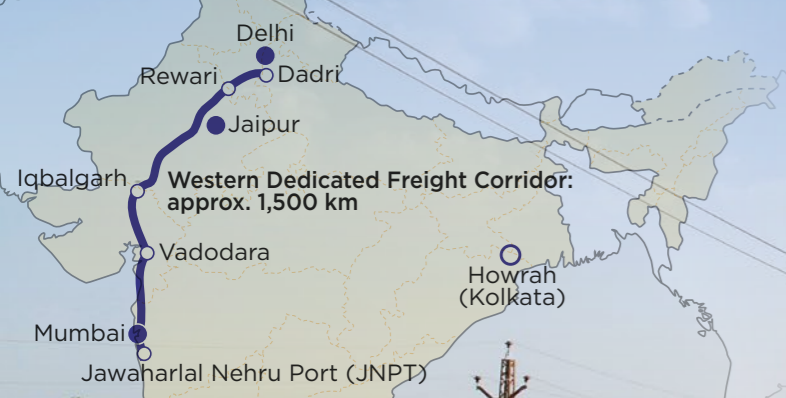 Delhi
Rewari
Dadri
Jaipur
Iqbalgarh
Western Dedicated Freight Corridor:
approx. 1,500 km
Vadodara
Howrah
(Kolkata)
Mumbai
Jawaharlal Nehru Port (JNPT)